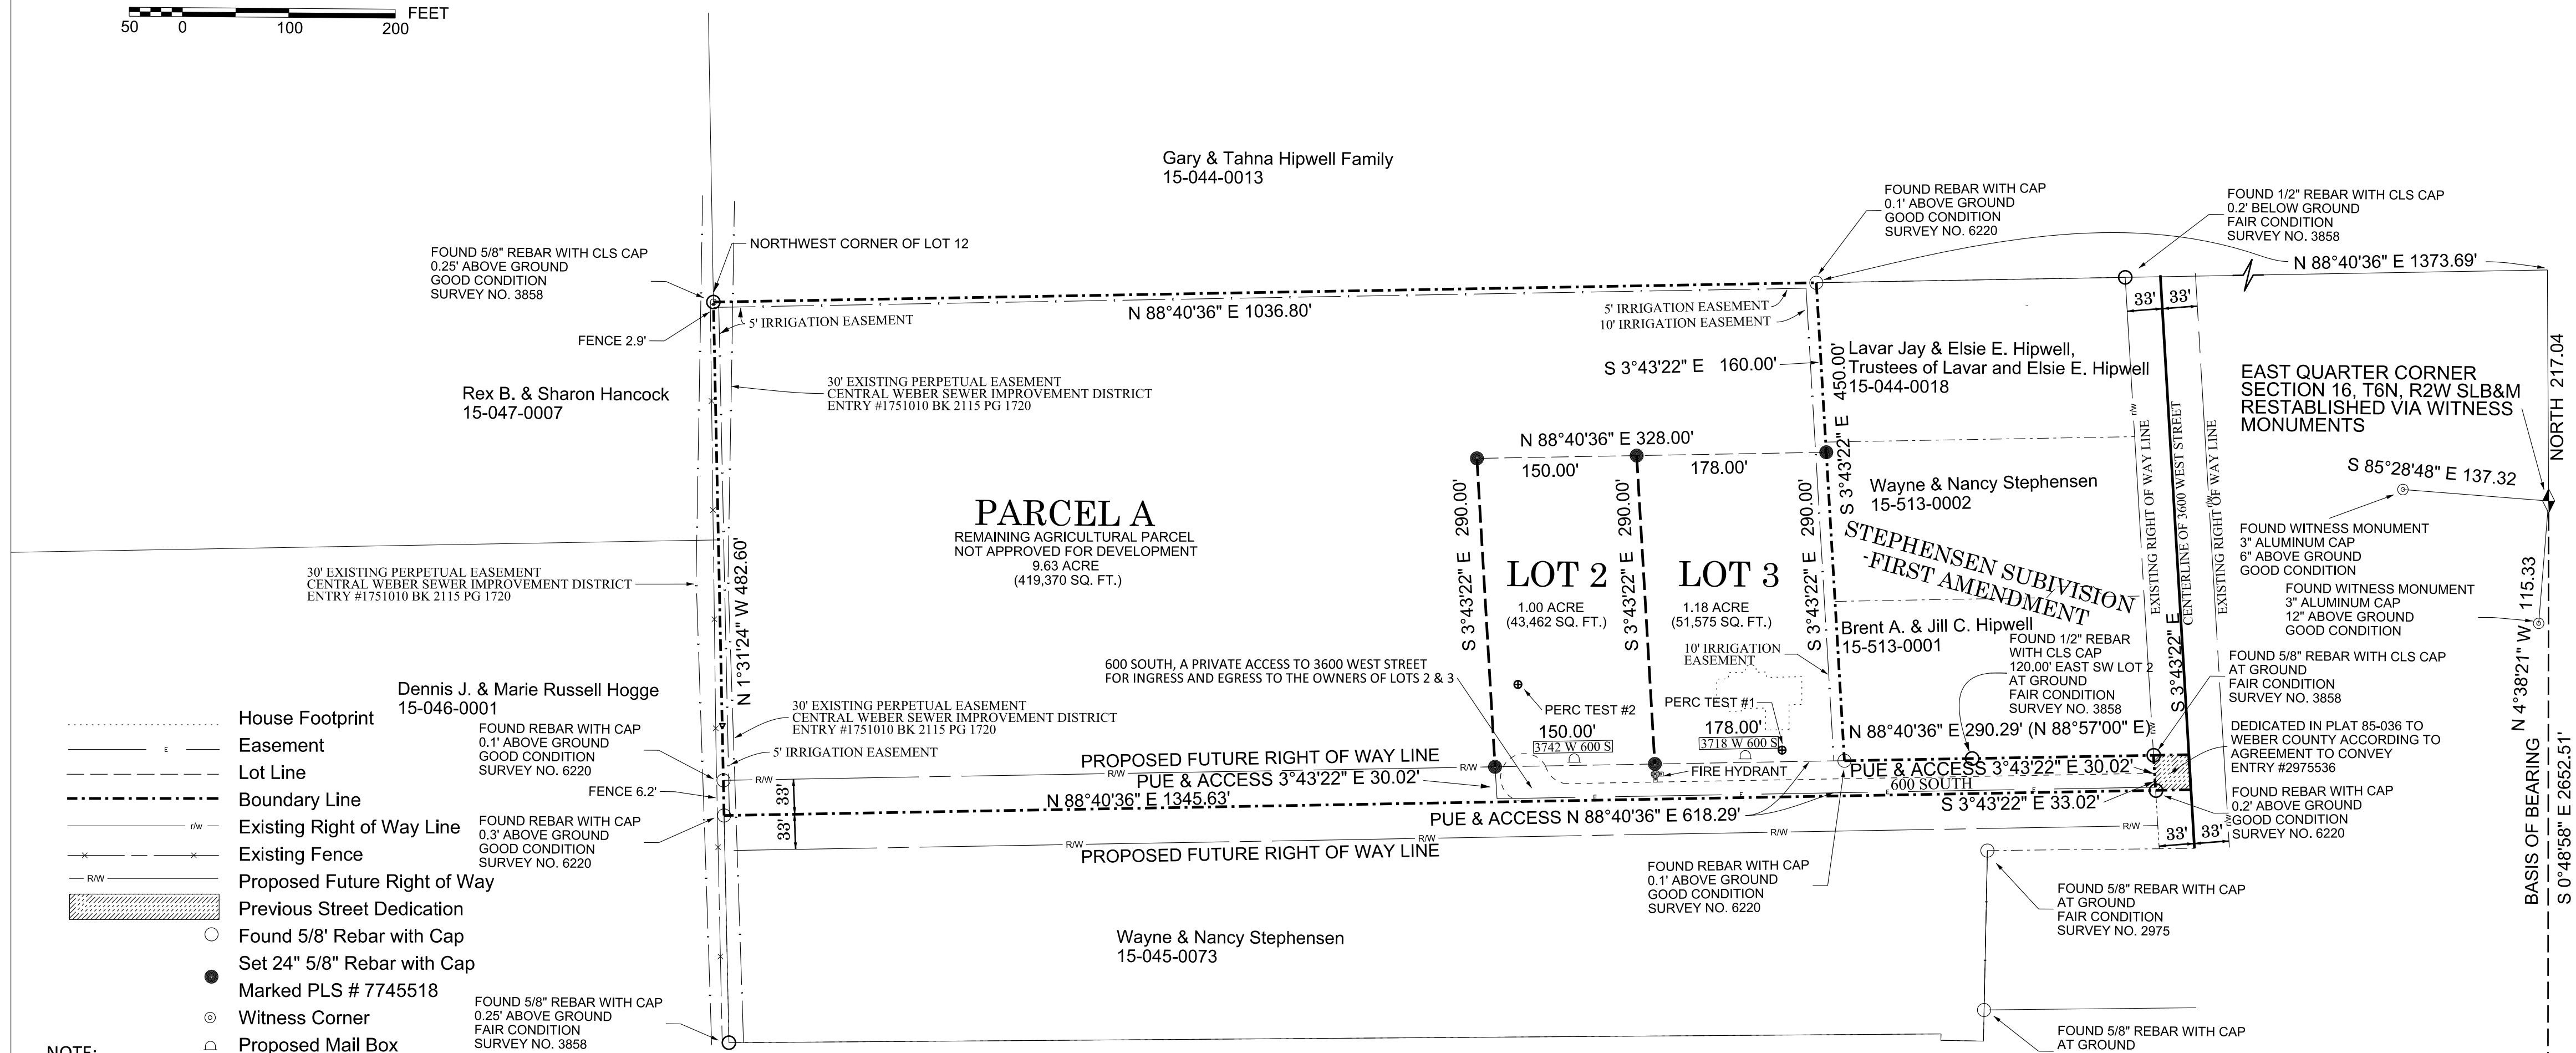 FEET
50 0 100 200
Gary & Tahna Hipwell Family
15-044-0013
FOUND REBAR WITH CAP
0.1' ABOVE GROUND
GOOD CONDITION
SURVEY NO. 6220
FOUND 1/2" REBAR WITH CLS CAP
0.2' BELOW GROUND
FAIR CONDITION
SURVEY NO. 3858
NORTHWEST CORNER OF LOT 12
FOUND 5/8" REBAR WITH CLS CAP
0.25' ABOVE GROUND
GOOD CONDITION
SURVEY NO. 3858
N 88°40'36" E 1373.69'
33' 33'
5' IRRIGATION EASEMENT
N 88°40'36" E 1036.80'
5' IRRIGATION EASEMENT
10' IRRIGATION EASEMENT
FENCE 2.9'
NORTH 217.04
S 3°43'22" E 160.00'
S 3°43'22" E 450.00'
Lavar Jay & Elsie E. Hipwell,
Trustees of Lavar and Elsie E. Hipwell
15-044-0018
Rex B. & Sharon Hancock
15-047-0007
30' EXISTING PERPETUAL EASEMENT
CENTRAL WEBER SEWER IMPROVEMENT DISTRICT
ENTRY #1751010 BK 2115 PG 1720
EAST QUARTER CORNER
SECTION 16, T6N, R2W SLB&M
RESTABLISHED VIA WITNESS
MONUMENTS
r/w
r/w
EXISTING RIGHT OF WAY LINE
CENTERLINE OF 3600 WEST STREET
EXISTING RIGHT OF WAY LINE
N 88°40'36" E 328.00'
150.00'
178.00'
S 85°28'48" E 137.32
Wayne & Nancy Stephensen
15-513-0002
PARCEL A
REMAINING AGRICULTURAL PARCEL
NOT APPROVED FOR DEVELOPMENT
9.63 ACRE
(419,370 SQ. FT.)
S 3°43'22" E 290.00'
S 3°43'22" E 290.00'
S 3°43'22" E 290.00'
FOUND WITNESS MONUMENT
3" ALUMINUM CAP
6" ABOVE GROUND
GOOD CONDITION
STEPHENSEN SUBIVISION
-FIRST AMENDMENT
LOT 2
1.00 ACRE
(43,462 SQ. FT.)
LOT 3
1.18 ACRE
(51,575 SQ. FT.)
N 1°31'24" W 482.60'
30' EXISTING PERPETUAL EASEMENT
CENTRAL WEBER SEWER IMPROVEMENT DISTRICT
ENTRY #1751010 BK 2115 PG 1720
FOUND WITNESS MONUMENT
3" ALUMINUM CAP
12" ABOVE GROUND
GOOD CONDITION
N 4°38'21" W 115.33
Brent A. & Jill C. Hipwell
15-513-0001
S 3°43'22" E
FOUND 1/2" REBAR
WITH CLS CAP
120.00' EAST SW LOT 2
AT GROUND
FAIR CONDITION
SURVEY NO. 3858
10' IRRIGATION
EASEMENT
600 SOUTH, A PRIVATE ACCESS TO 3600 WEST STREET
FOR INGRESS AND EGRESS TO THE OWNERS OF LOTS 2 & 3
FOUND 5/8" REBAR WITH CLS CAP
AT GROUND
FAIR CONDITION
SURVEY NO. 3858
Dennis J. & Marie Russell Hogge
15-046-0001
30' EXISTING PERPETUAL EASEMENT
CENTRAL WEBER SEWER IMPROVEMENT DISTRICT
ENTRY #1751010 BK 2115 PG 1720
PERC TEST #2
PERC TEST #1
150.00'
178.00'
3742 W 600 S
3718 W 600 S
N 88°40'36" E 290.29' (N 88°57'00" E)
r/w
DEDICATED IN PLAT 85-036 TO
WEBER COUNTY ACCORDING TO
AGREEMENT TO CONVEY
ENTRY #2975536
FOUND REBAR WITH CAP
0.1' ABOVE GROUND
GOOD CONDITION
SURVEY NO. 6220
5' IRRIGATION EASEMENT
PROPOSED FUTURE RIGHT OF WAY LINE
R/W
R/W
R/W
PUE & ACCESS 3°43'22" E 30.02'
FIRE HYDRANT
PUE & ACCESS 3°43'22" E 30.02'
600 SOUTH
E
E
E
E
FENCE 6.2'
33'
33'
N 88°40'36" E 1345.63'
S 3°43'22" E 33.02'
PUE & ACCESS N 88°40'36" E 618.29'
FOUND REBAR WITH CAP
0.2' ABOVE GROUND
GOOD CONDITION
SURVEY NO. 6220
r/w
FOUND REBAR WITH CAP
0.3' ABOVE GROUND
GOOD CONDITION
SURVEY NO. 6220
R/W
R/W
R/W
R/W
33' 33'
PROPOSED FUTURE RIGHT OF WAY LINE
BASIS OF BEARING
S 0°48'58" E 2652.51'
FOUND REBAR WITH CAP
0.1' ABOVE GROUND
GOOD CONDITION
SURVEY NO. 6220
FOUND 5/8" REBAR WITH CAP
AT GROUND
FAIR CONDITION
SURVEY NO. 2975
Wayne & Nancy Stephensen
15-045-0073
FOUND 5/8" REBAR WITH CAP
0.25' ABOVE GROUND
FAIR CONDITION
SURVEY NO. 3858
FOUND 5/8" REBAR WITH CAP
AT GROUND
House Footprint
E Easement
Lot Line
Boundary Line
r/w Existing Right of Way Line
Existing Fence
R/W Proposed Future Right of Way
Previous Street Dedication
Found 5/8' Rebar with Cap
Set 24" 5/8" Rebar with Cap
Marked PLS # 7745518
Witness Corner
Proposed Mail Box
NOTE: